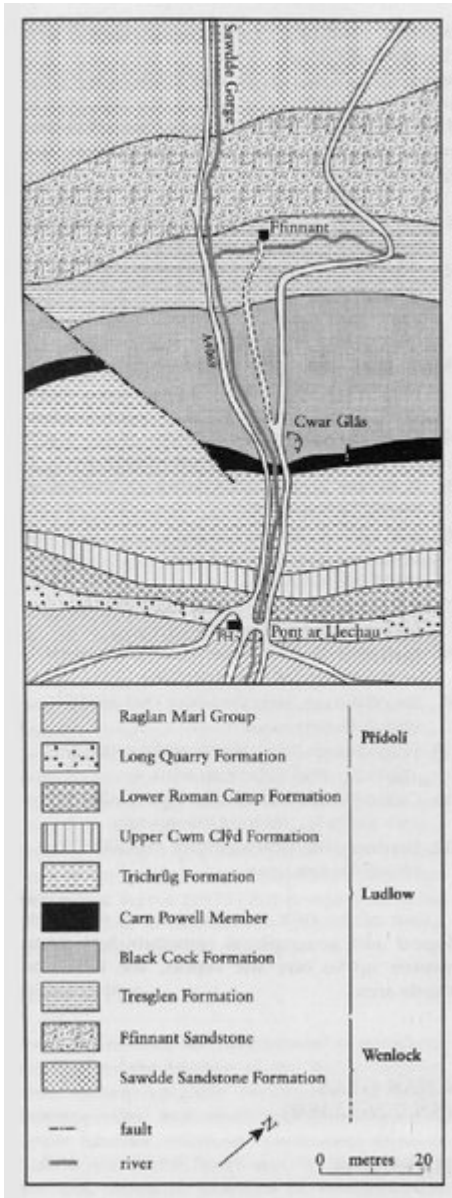 Sawdde Gorge
Ffinnant
A4069
Cwar Glâs
PH
Pont ar Llechau
Raglan Marl Group
Long Quarry Formation
Přídolí
Lower Roman Camp Formation
Upper Cwm Clŷd Formation
Trichrûg Formation
Ludlow
Carn Powell Member
Black Cock Formation
Tresglen Formation
Ffinnant Sandstone
Wenlock
Sawdde Sandstone Formation
fault
N
river
0 metres 20